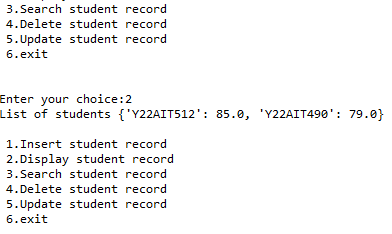 3.Search student record
4.Delete student record
5.Update student record
6.exit
Enter your choice:2
List of students {'Y22AIT512': 85.0, 'Y22AIT490': 79.0}
1.Insert student record
2.Display student record
3.Search student record
4.Delete student record
5.Update student record
6.exit